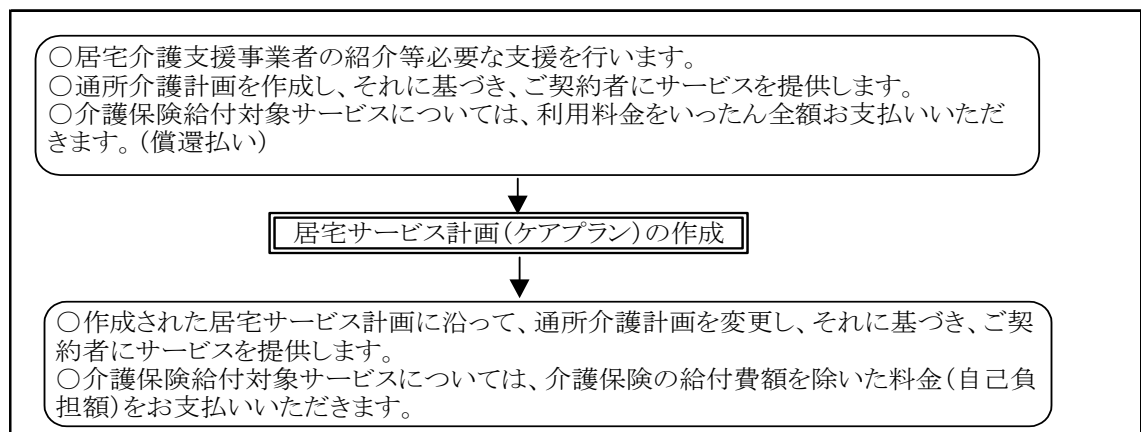 ○居宅介護支援事業者の紹介等必要な支援を行います。
○通所介護計画を作成し、それに基づき、ご契約者にサービスを提供します。
○介護保険給付対象サービスについては、利用料金をいったん全額お支払いいただ
きます。(償還払い)
居宅サービス計画(ケアプラン)の作成
○作成された居宅サービス計画に沿って、通所介護計画を変更し、それに基づき、ご契
約者にサービスを提供します。
○介護保険給付対象サービスについては、介護保険の給付費額を除いた料金(自己負
担額)をお支払いいただきます。